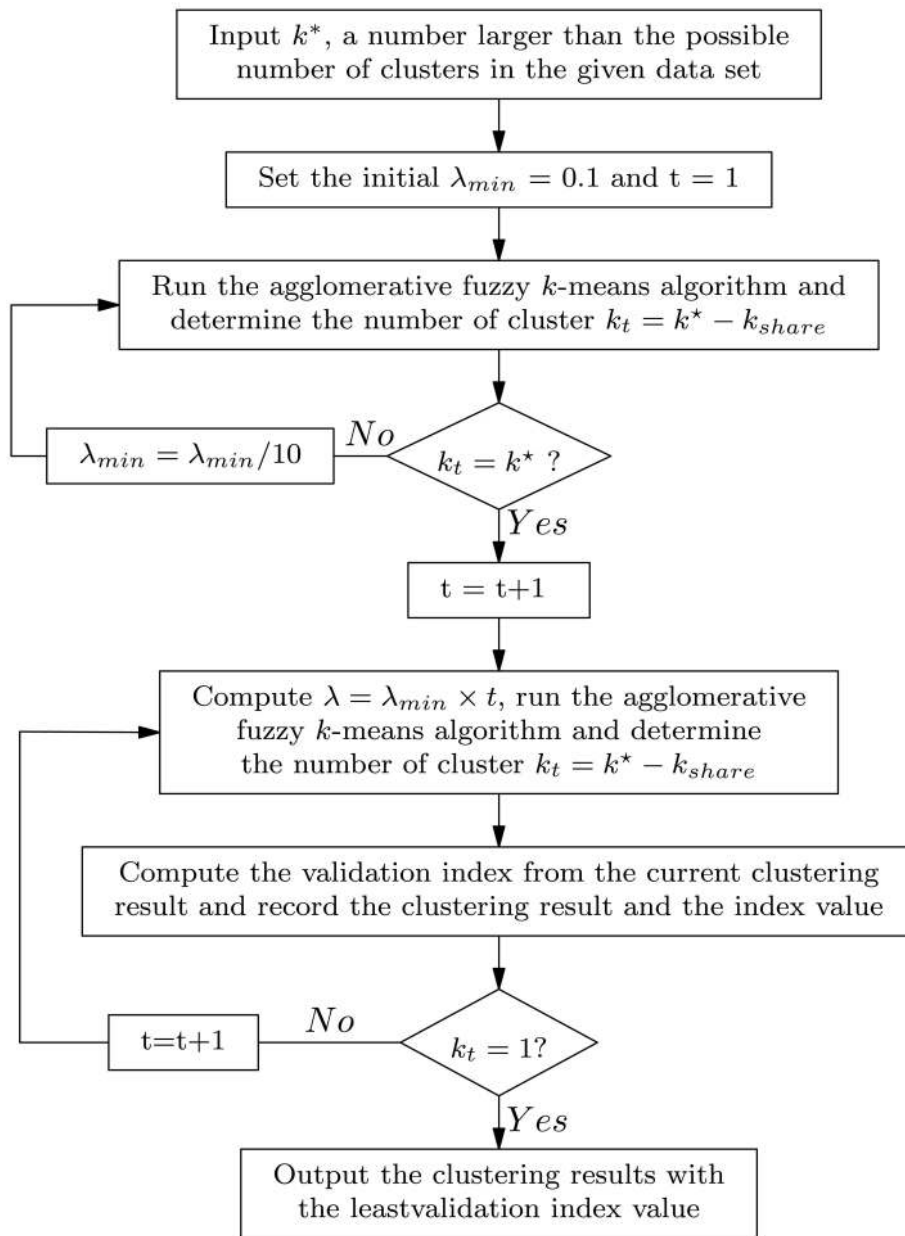 Input k*, a number larger than the possible
number of clusters in the given data set
Set the initial λ_min = 0.1 and t = 1
Run the agglomerative fuzzy k-means algorithm and
determine the number of cluster k_t = k⋆ − k_share
λ_min = λ_min/10
No
k_t = k⋆ ?
Yes
t = t+1
Compute λ = λ_min × t, run the agglomerative
fuzzy k-means algorithm and determine
the number of cluster k_t = k⋆ − k_share
Compute the validation index from the current clustering
result and record the clustering result and the index value
t=t+1
No
k_t = 1?
Yes
Output the clustering results with
the leastvalidation index value